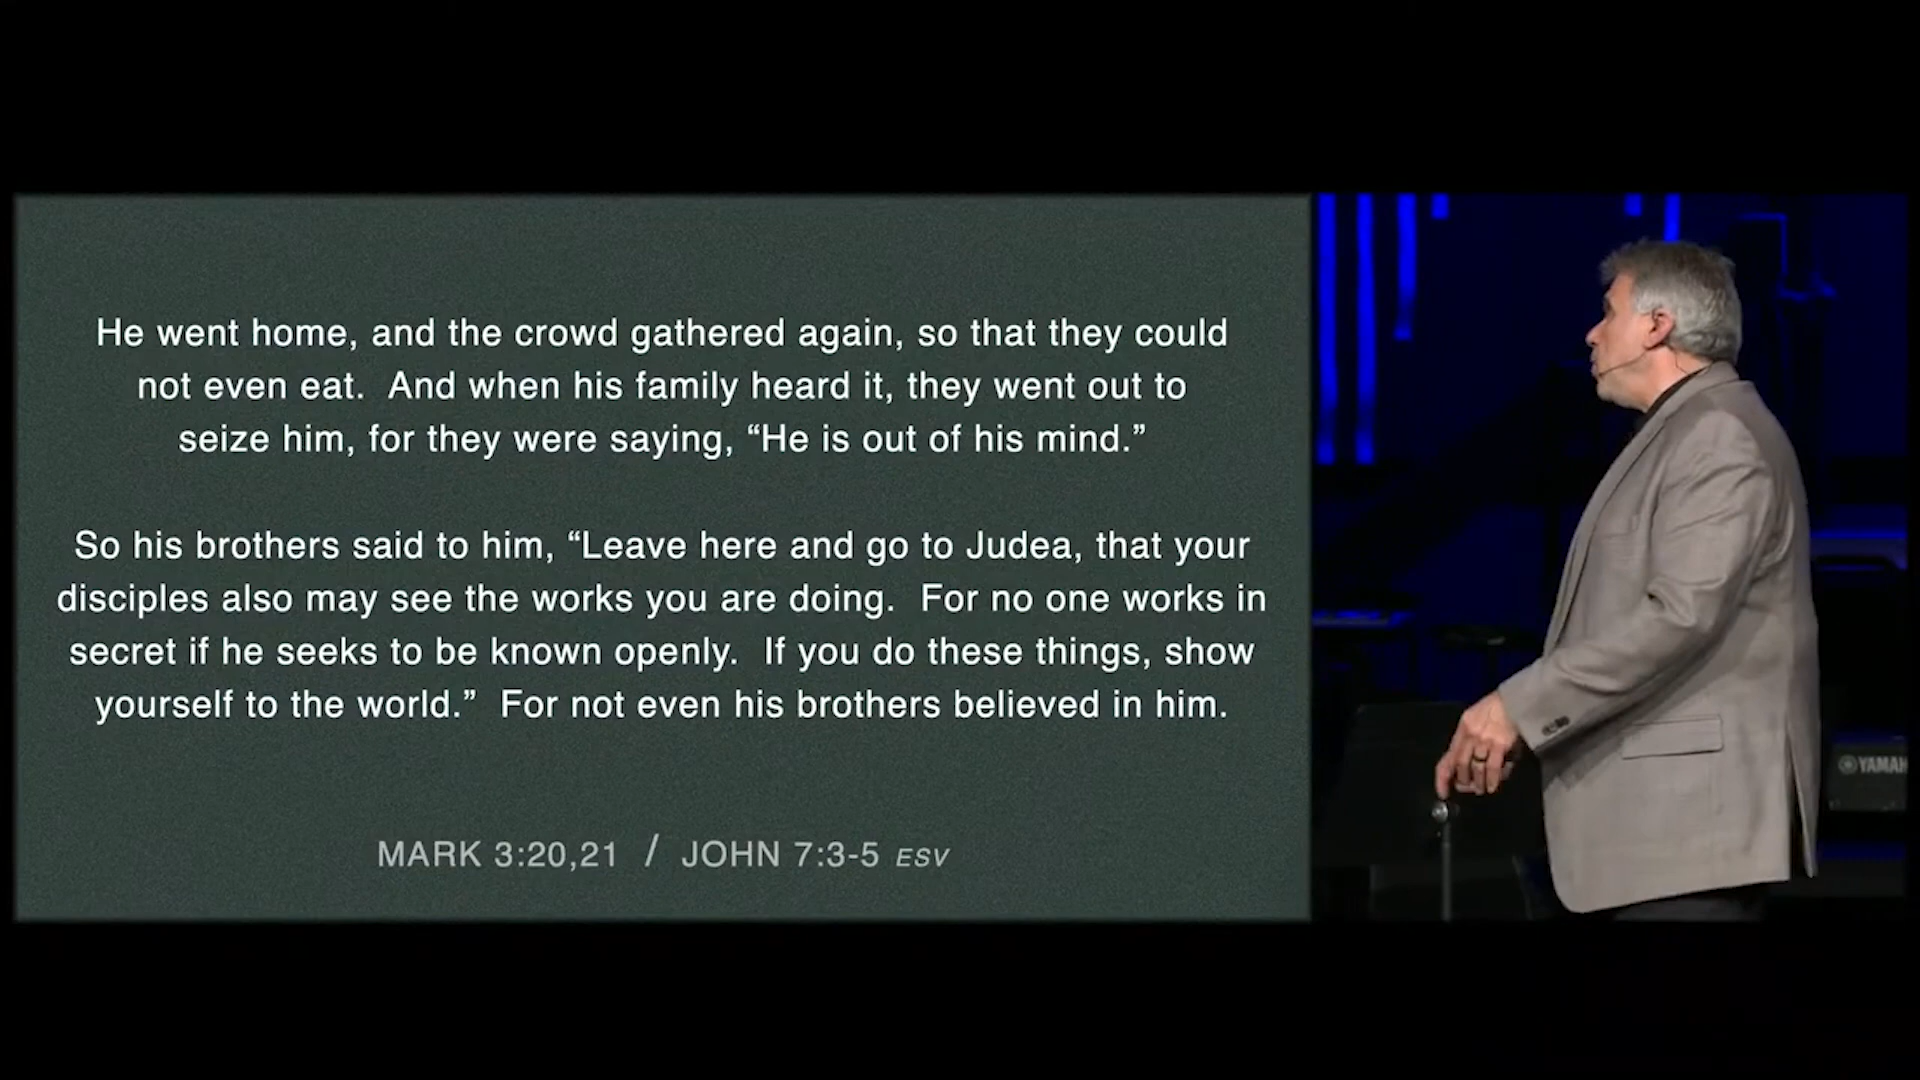 He went home, and the crowd gathered again, so that they could
not even eat.  And when his family heard it, they went out to
seize him, for they were saying, “He is out of his mind.”
So his brothers said to him, “Leave here and go to Judea, that your
disciples also may see the works you are doing.  For no one works in
secret if he seeks to be known openly.  If you do these things, show
yourself to the world.”  For not even his brothers believed in him.
MARK 3:20,21 / JOHN 7:3-5 ESV
YAMAH